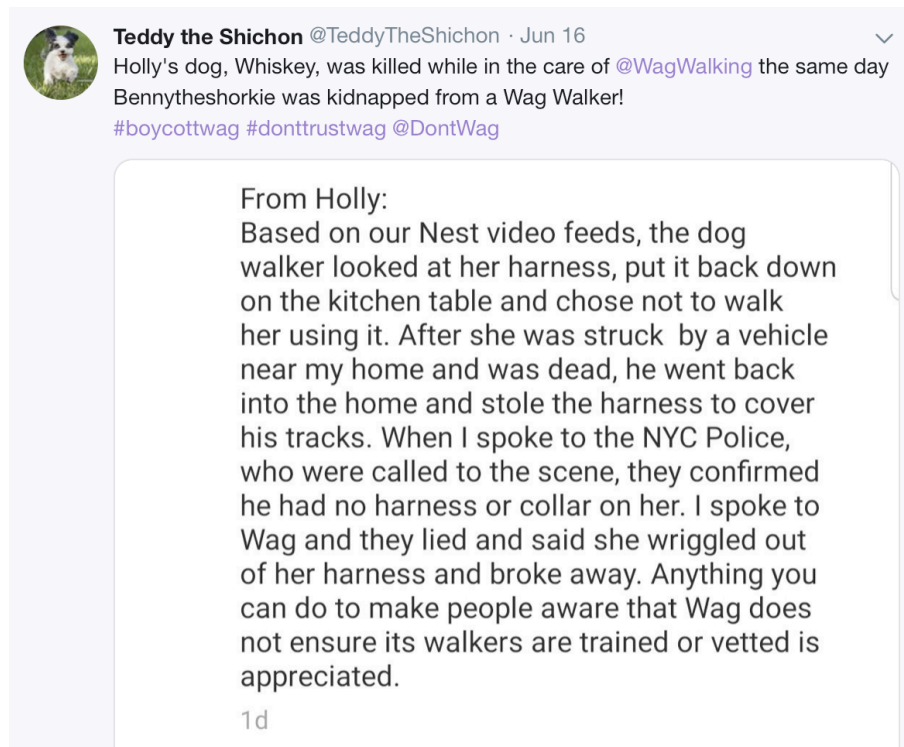 Teddy the Shichon @TeddyTheShichon · Jun 16
Holly's dog, Whiskey, was killed while in the care of @WagWalking the same day
Bennytheshorkie was kidnapped from a Wag Walker!
#boycottwag #donttrustwag @DontWag
From Holly:
Based on our Nest video feeds, the dog
walker looked at her harness, put it back down
on the kitchen table and chose not to walk
her using it. After she was struck  by a vehicle
near my home and was dead, he went back
into the home and stole the harness to cover
his tracks. When I spoke to the NYC Police,
who were called to the scene, they confirmed
he had no harness or collar on her. I spoke to
Wag and they lied and said she wriggled out
of her harness and broke away. Anything you
can do to make people aware that Wag does
not ensure its walkers are trained or vetted is
appreciated.
1d